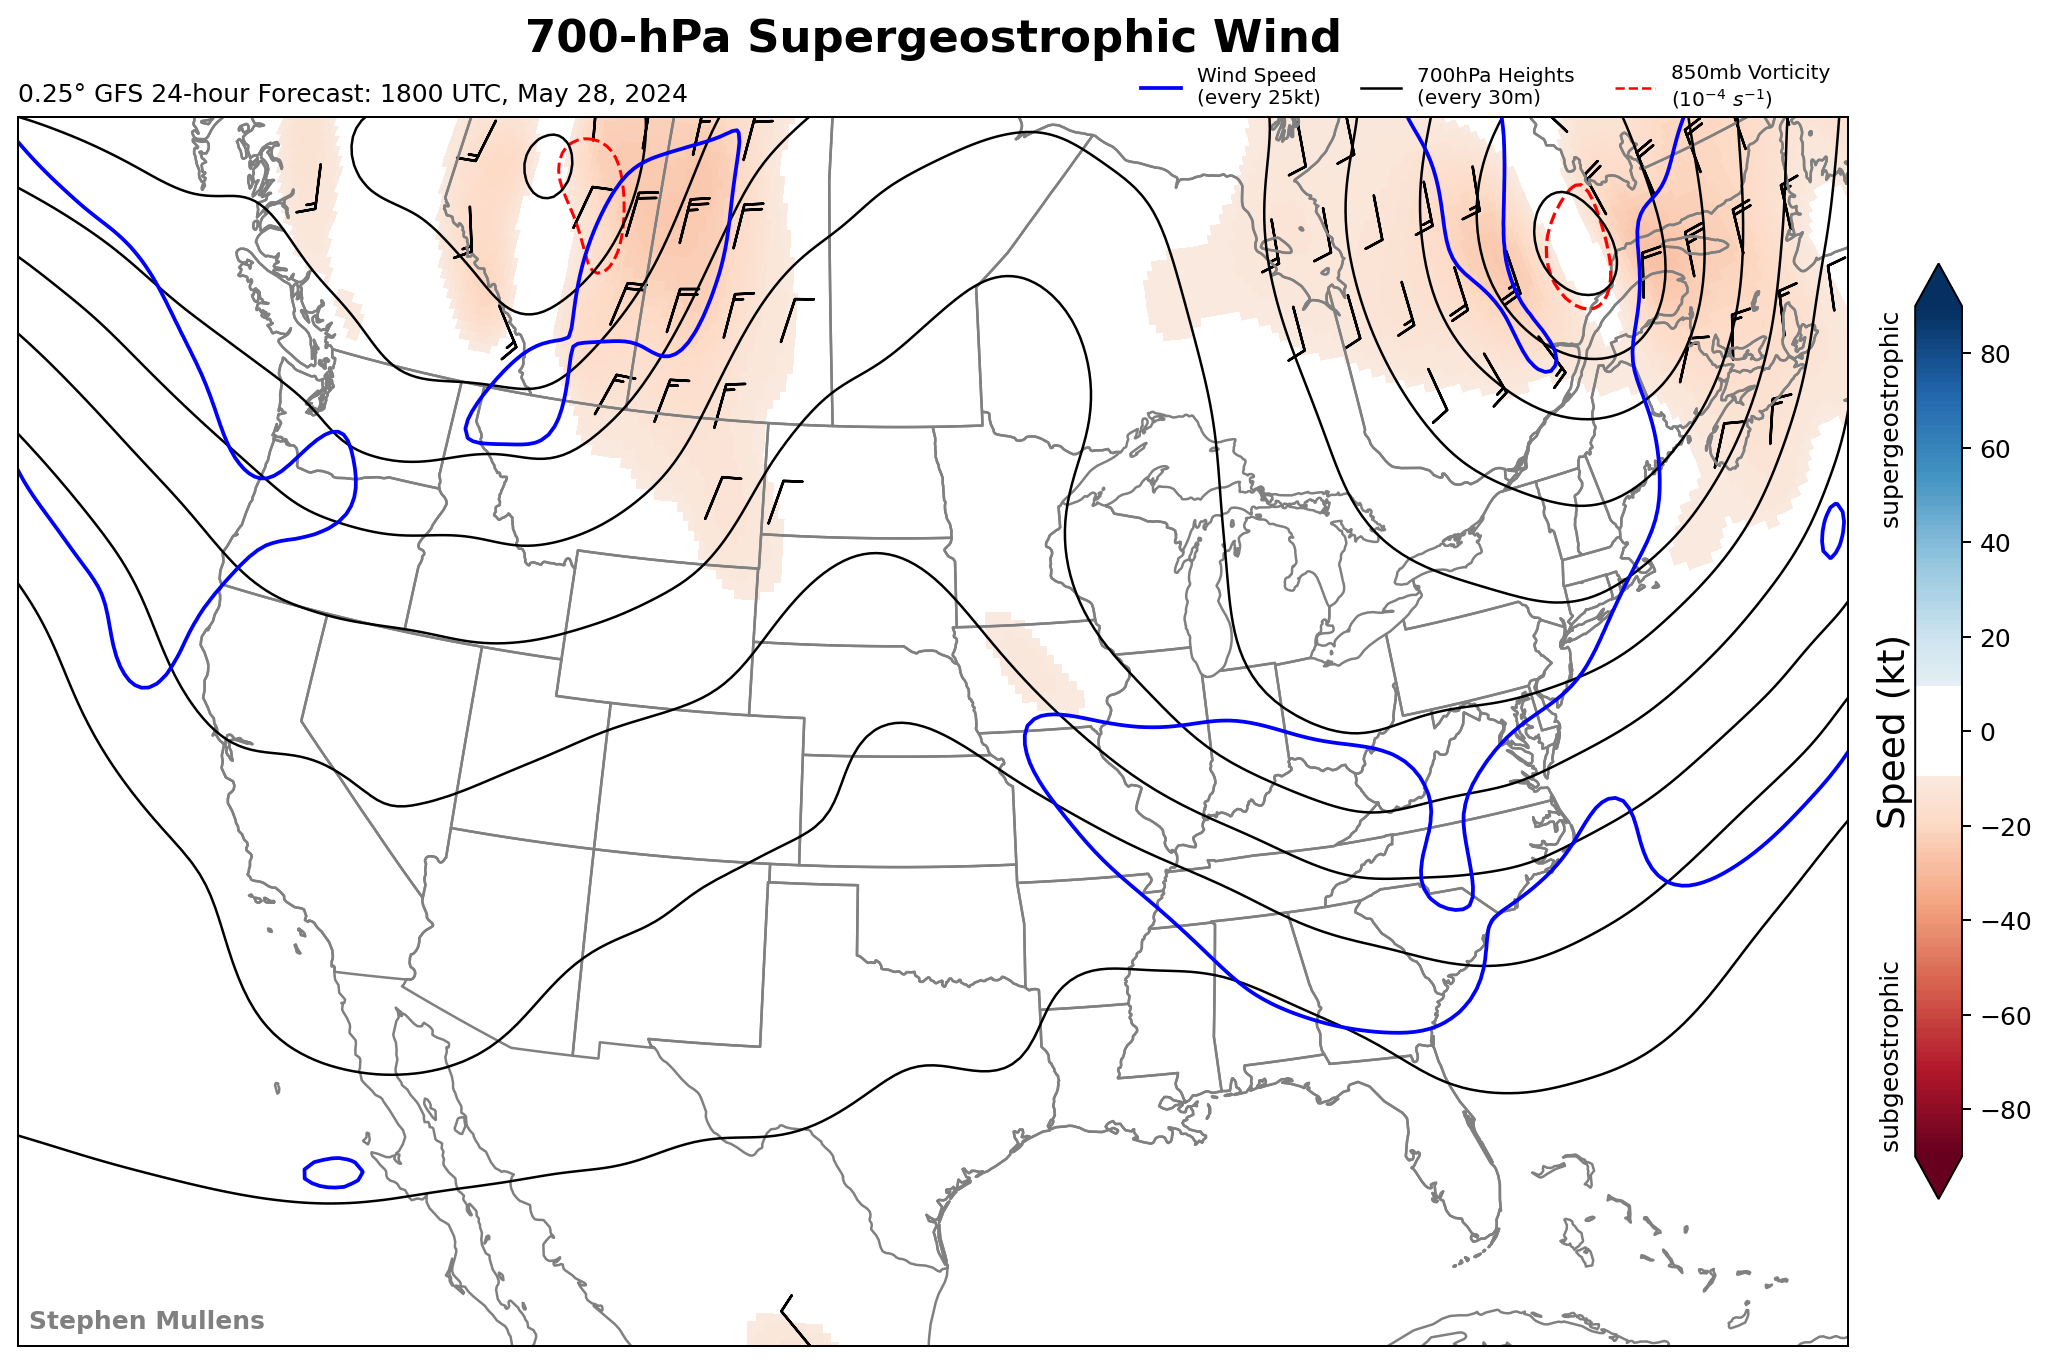 700-hPa Supergeostrophic Wind
0.25° GFS 24-hour Forecast: 1800 UTC, May 28, 2024
Wind Speed
(every 25kt)
700hPa Heights
(every 30m)
850mb Vorticity
(10⁻⁴ s⁻¹)
supergeostrophic
Speed (kt)
subgeostrophic
80
60
40
20
0
−20
−40
−60
−80
Stephen Mullens